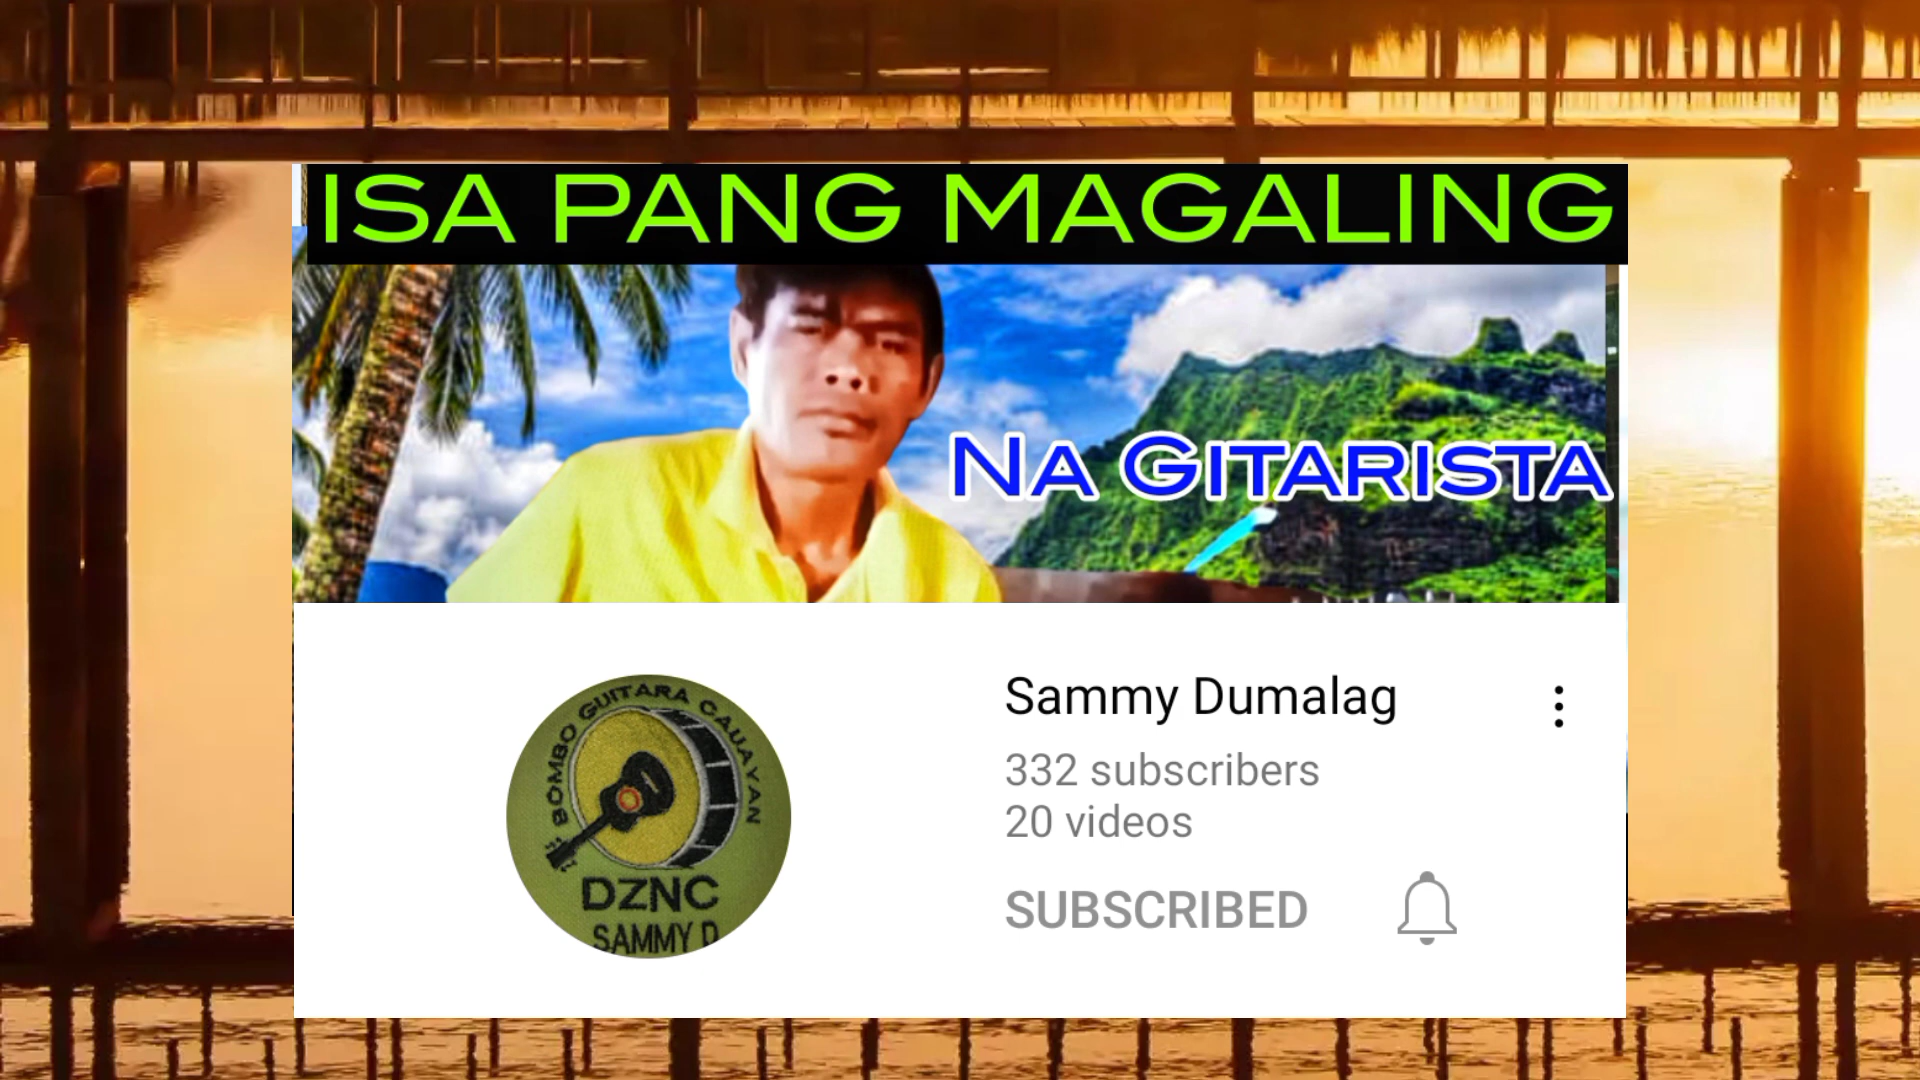 ISA PANG MAGALING
NA GITARISTA
BOMBO GUITARA CAUAYAN
DZNC
SAMMY D
Sammy Dumalag
332 subscribers
20 videos
SUBSCRIBED